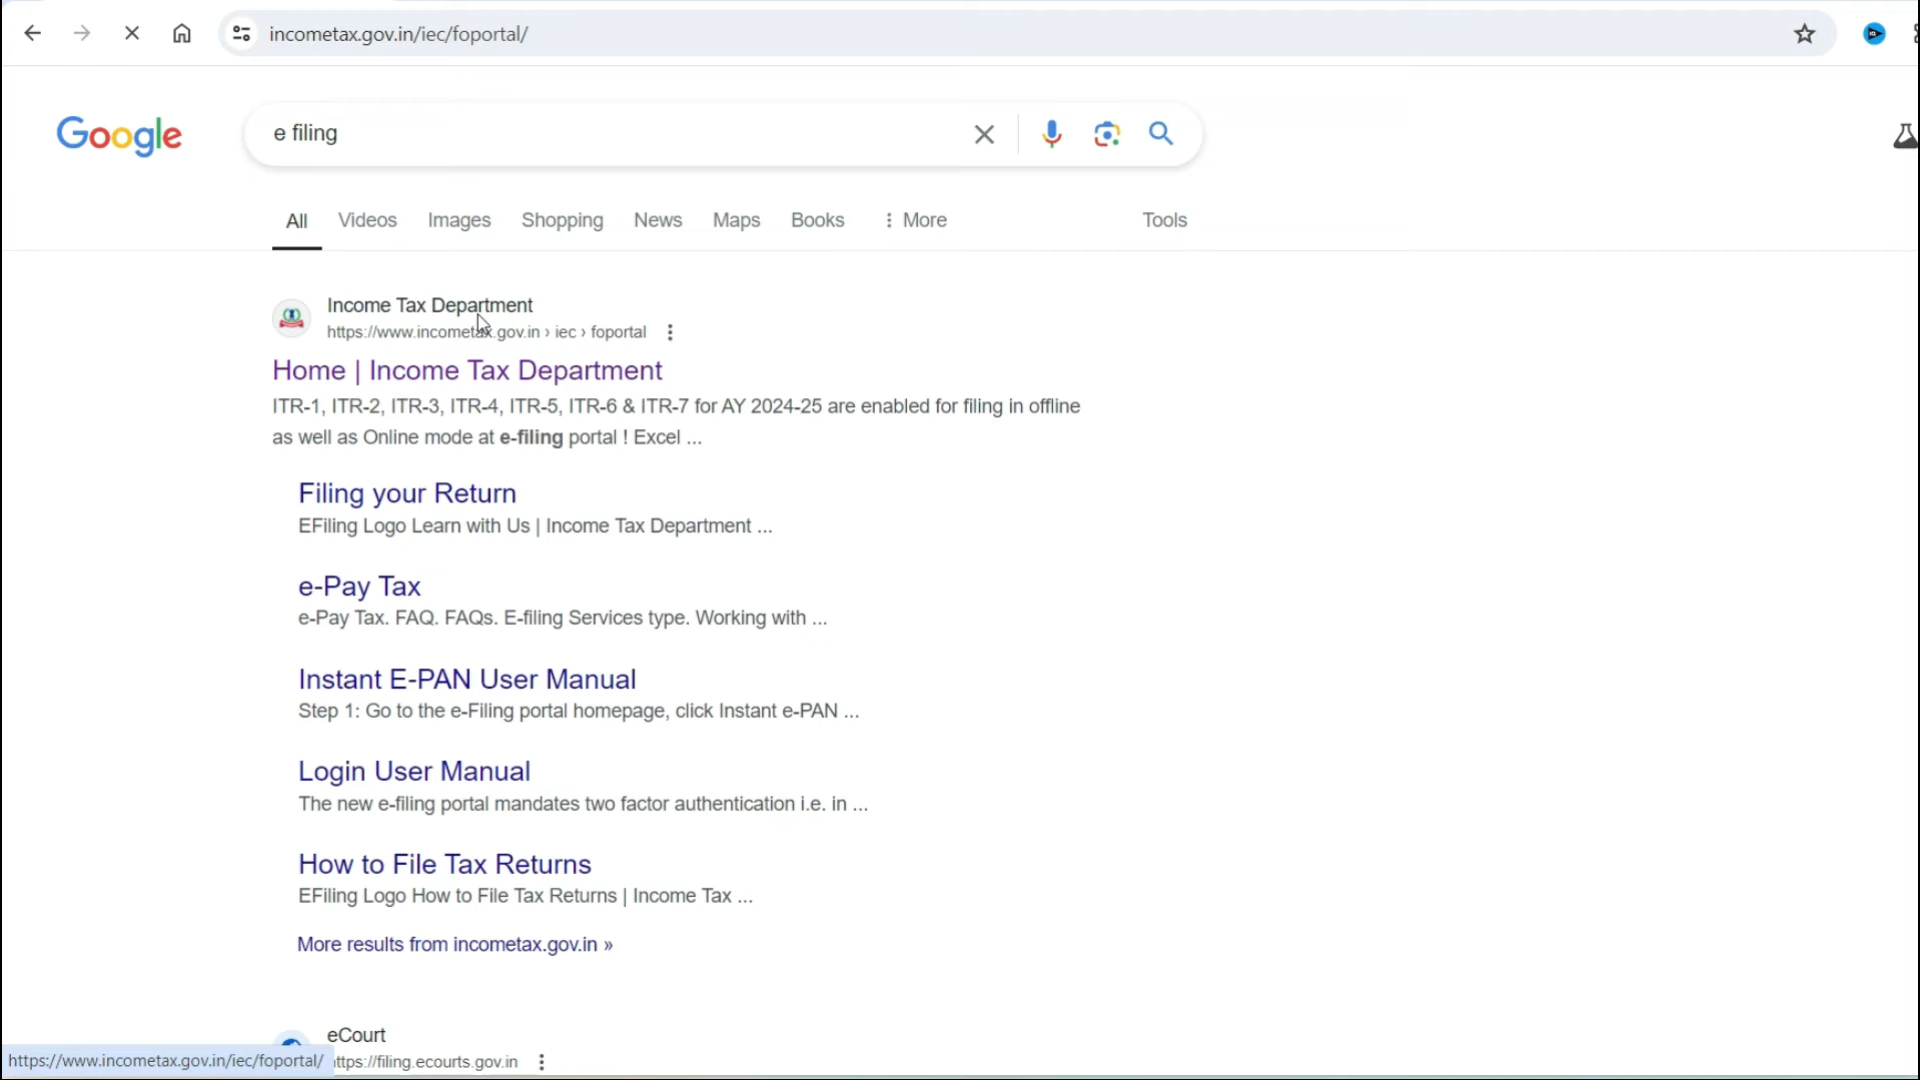 incometax.gov.in/iec/foportal/
Google
e filing
All Videos Images Shopping News Maps Books More Tools
Income Tax Department
https://www.incometax.gov.in › iec › foportal
Home | Income Tax Department
ITR-1, ITR-2, ITR-3, ITR-4, ITR-5, ITR-6 & ITR-7 for AY 2024-25 are enabled for filing in offline
as well as Online mode at e-filing portal ! Excel ...
Filing your Return
EFiling Logo Learn with Us | Income Tax Department ...
e-Pay Tax
e-Pay Tax. FAQ. FAQs. E-filing Services type. Working with ...
Instant E-PAN User Manual
Step 1: Go to the e-Filing portal homepage, click Instant e-PAN ...
Login User Manual
The new e-filing portal mandates two factor authentication i.e. in ...
How to File Tax Returns
EFiling Logo How to File Tax Returns | Income Tax ...
More results from incometax.gov.in »
eCourt
https://www.incometax.gov.in/iec/foportal/ ttps://filing.ecourts.gov.in